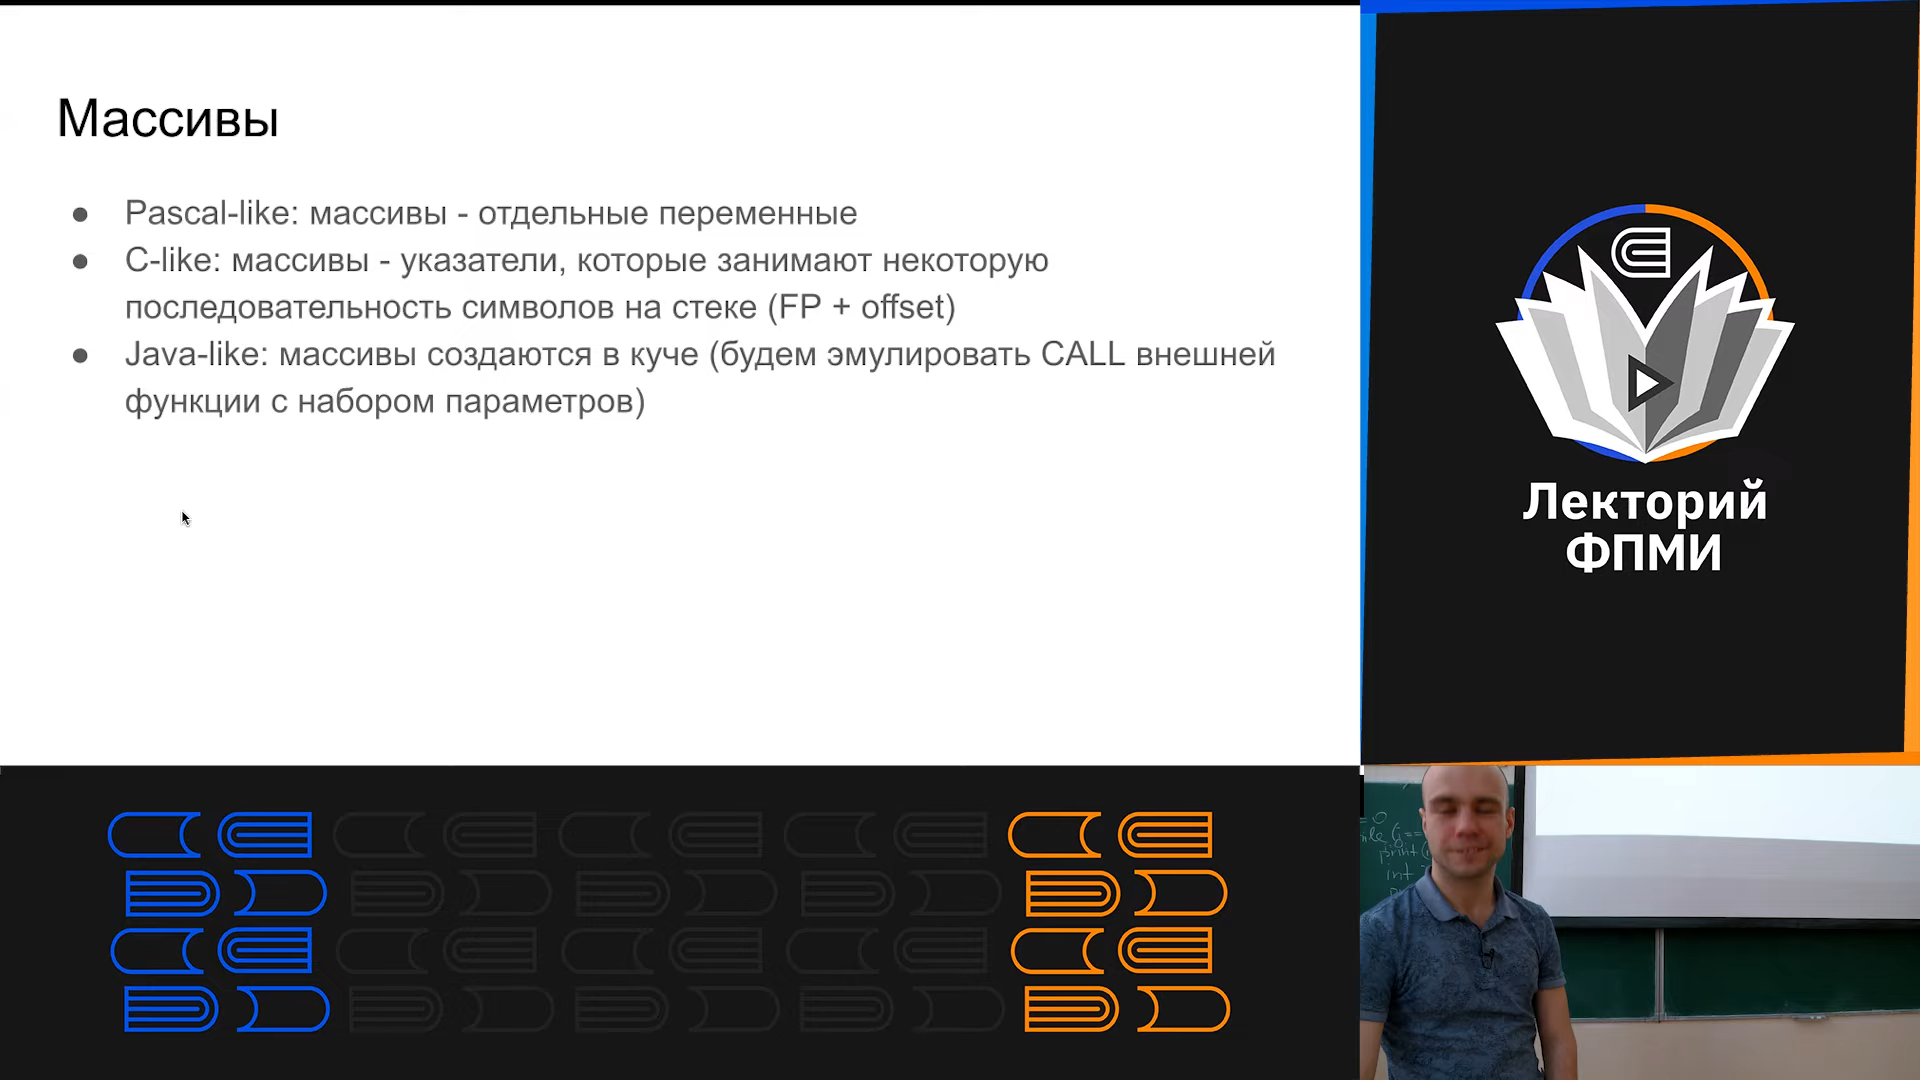 Массивы
● Pascal-like: массивы - отдельные переменные
● C-like: массивы - указатели, которые занимают некоторую
последовательность символов на стеке (FP + offset)
● Java-like: массивы создаются в куче (будем эмулировать CALL внешней
функции с набором параметров)
Лекторий
ФПМИ